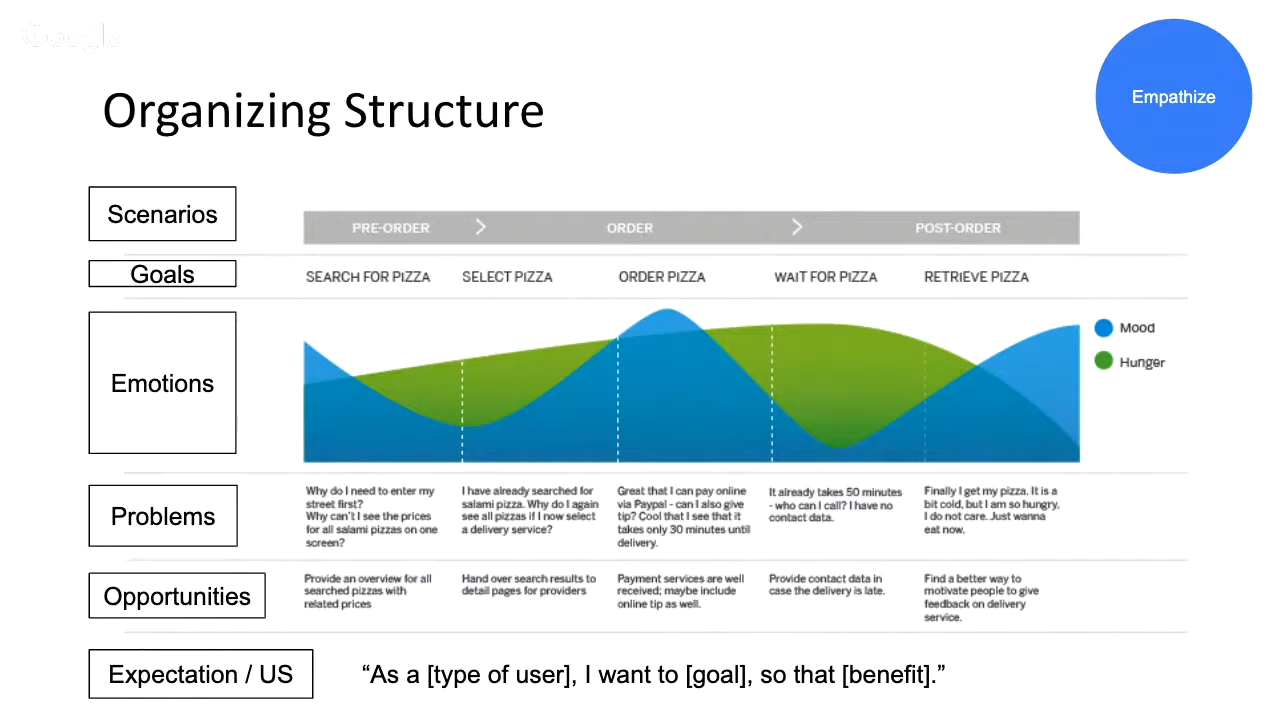 Google
Empathize
Organizing Structure
Scenarios
PRE-ORDER
ORDER
POST-ORDER
Goals
SEARCH FOR PIZZA
SELECT PIZZA
ORDER PIZZA
WAIT FOR PIZZA
RETRIEVE PIZZA
Emotions
Mood
Hunger
Problems
Why do I need to enter my
street first?
Why can't I see the prices
for all salami pizzas on one
screen?
I have already searched for
salami pizza. Why do I again
see all pizzas if I now select
a delivery service?
Great that I can pay online
via Paypal - can I also give
tip? Cool that I see that it
takes only 30 minutes until
delivery.
It already takes 50 minutes
- who can I call? I have no
contact data.
Finally I get my pizza. It is a
bit cold, but I am so hungry,
I do not care. Just wanna
eat now.
Opportunities
Provide an overview for all
searched pizzas with
related prices
Hand over search results to
detail pages for providers
Payment services are well
received; maybe include
online tip as well.
Provide contact data in
case the delivery is late.
Find a better way to
motivate people to give
feedback on delivery
service.
Expectation / US
“As a [type of user], I want to [goal], so that [benefit].”